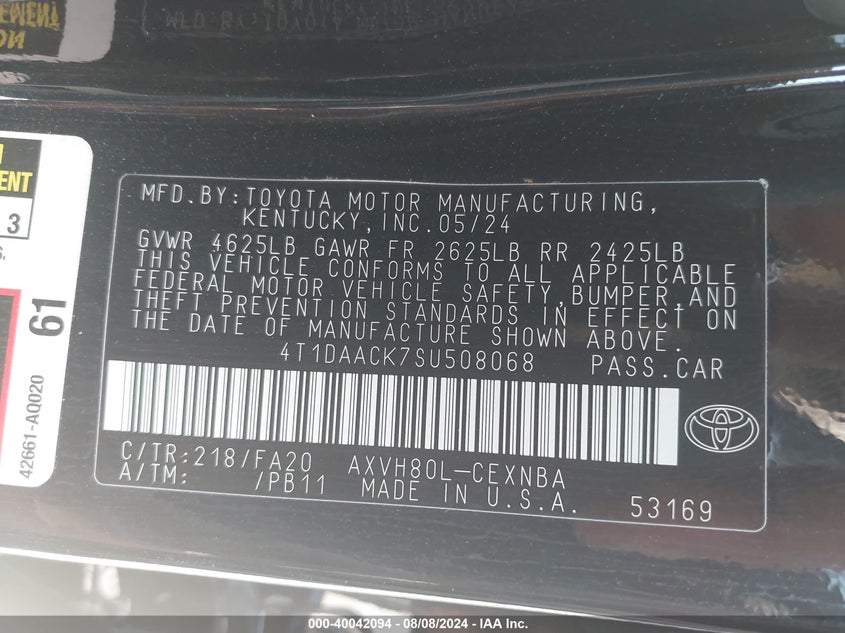 ENT
3
S.
61
42661-AQ020
MFD.BY:TOYOTA MOTOR MANUFACTURING,
KENTUCKY,INC.05/24
GVWR 4625LB GAWR FR 2625LB RR 2425LB
THIS VEHICLE CONFORMS TO ALL APPLICABLE
FEDERAL MOTOR VEHICLE SAFETY,BUMPER,AND
THEFT PREVENTION STANDARDS IN EFFECT ON
THE DATE OF MANUFACTURE SHOWN ABOVE.
4T1DAACK7SU508068 PASS.CAR
C/TR:218/FA20 AXVH80L-CEXNBA
A/TM: /PB11 MADE IN U.S.A. 53169
000-40042094 - 08/08/2024 - IAA Inc.